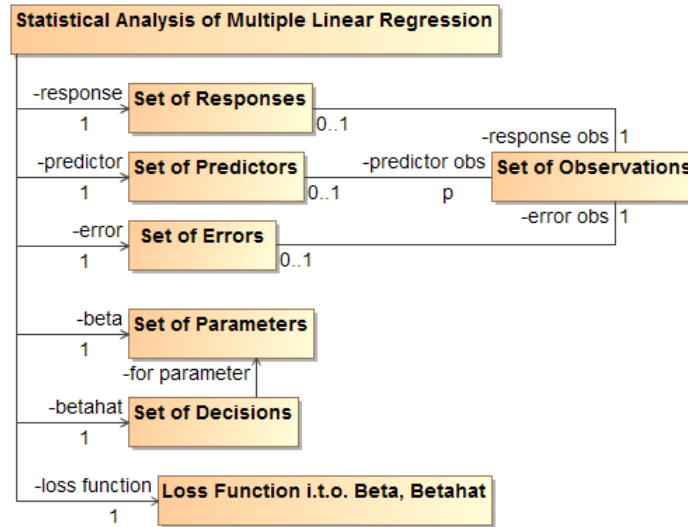 Statistical Analysis of Multiple Linear Regression
-response
1
Set of Responses
0..1
-response obs
1
-predictor
1
Set of Predictors
0..1
-predictor obs
p
Set of Observations
-error
1
Set of Errors
0..1
-error obs
1
-beta
1
Set of Parameters
-for parameter
-betahat
1
Set of Decisions
-loss function
1
Loss Function i.t.o. Beta, Betahat